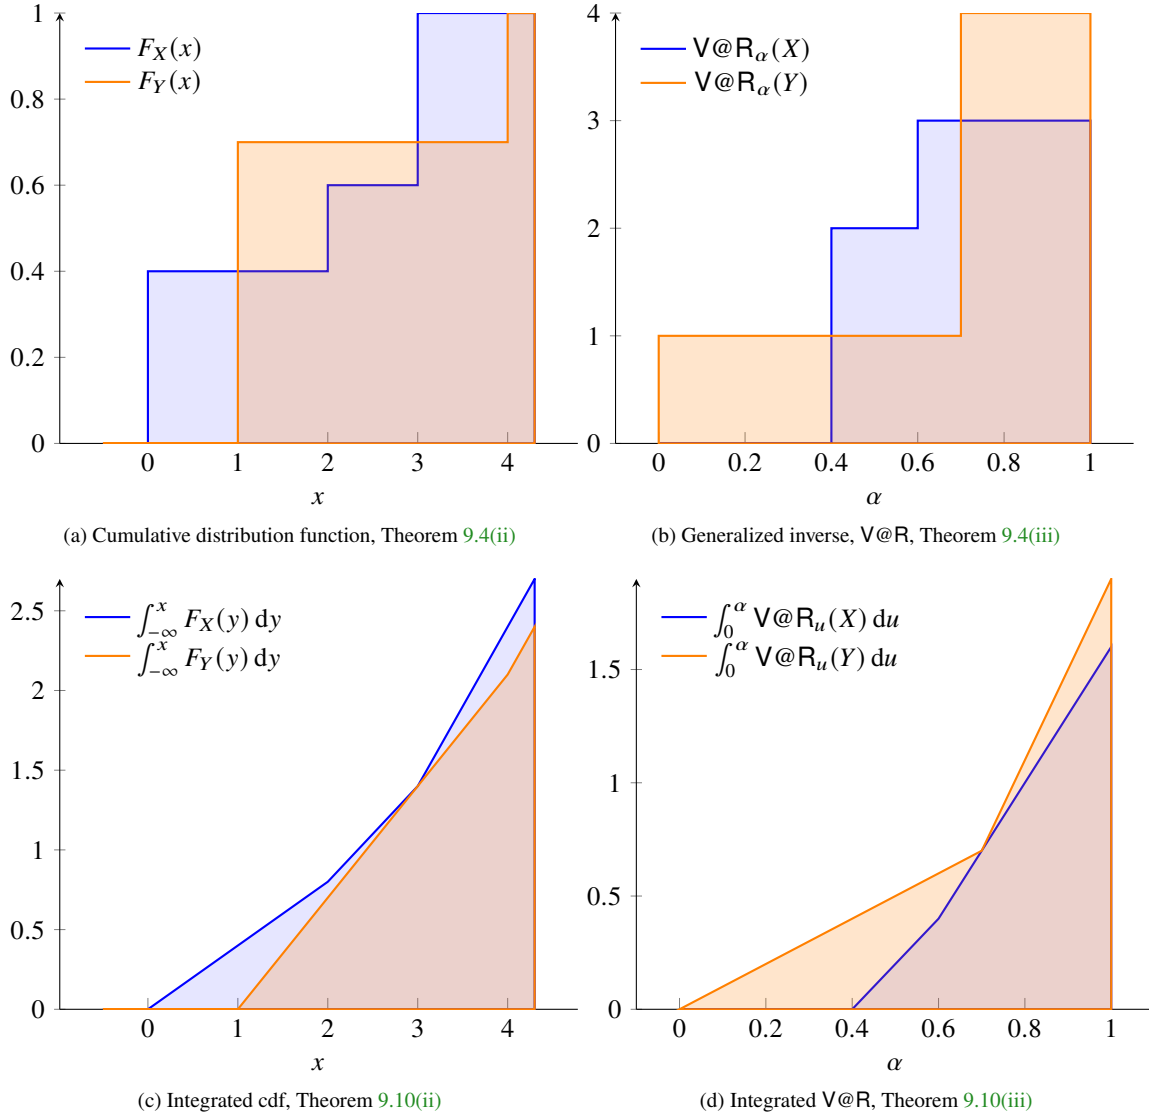 1
0.8
0.6
0.4
0.2
0
0 1 2 3 4
x
F_X(x)
F_Y(x)
(a) Cumulative distribution function, Theorem 9.4(ii)
4
3
2
1
0
0 0.2 0.4 0.6 0.8 1
α
V@R_α(X)
V@R_α(Y)
(b) Generalized inverse, V@R, Theorem 9.4(iii)
2.5
2
1.5
1
0.5
0
0 1 2 3 4
x
∫_{−∞}^x F_X(y) dy
∫_{−∞}^x F_Y(y) dy
(c) Integrated cdf, Theorem 9.10(ii)
1.5
1
0.5
0
0 0.2 0.4 0.6 0.8 1
α
∫_0^α V@R_u(X) du
∫_0^α V@R_u(Y) du
(d) Integrated V@R, Theorem 9.10(iii)